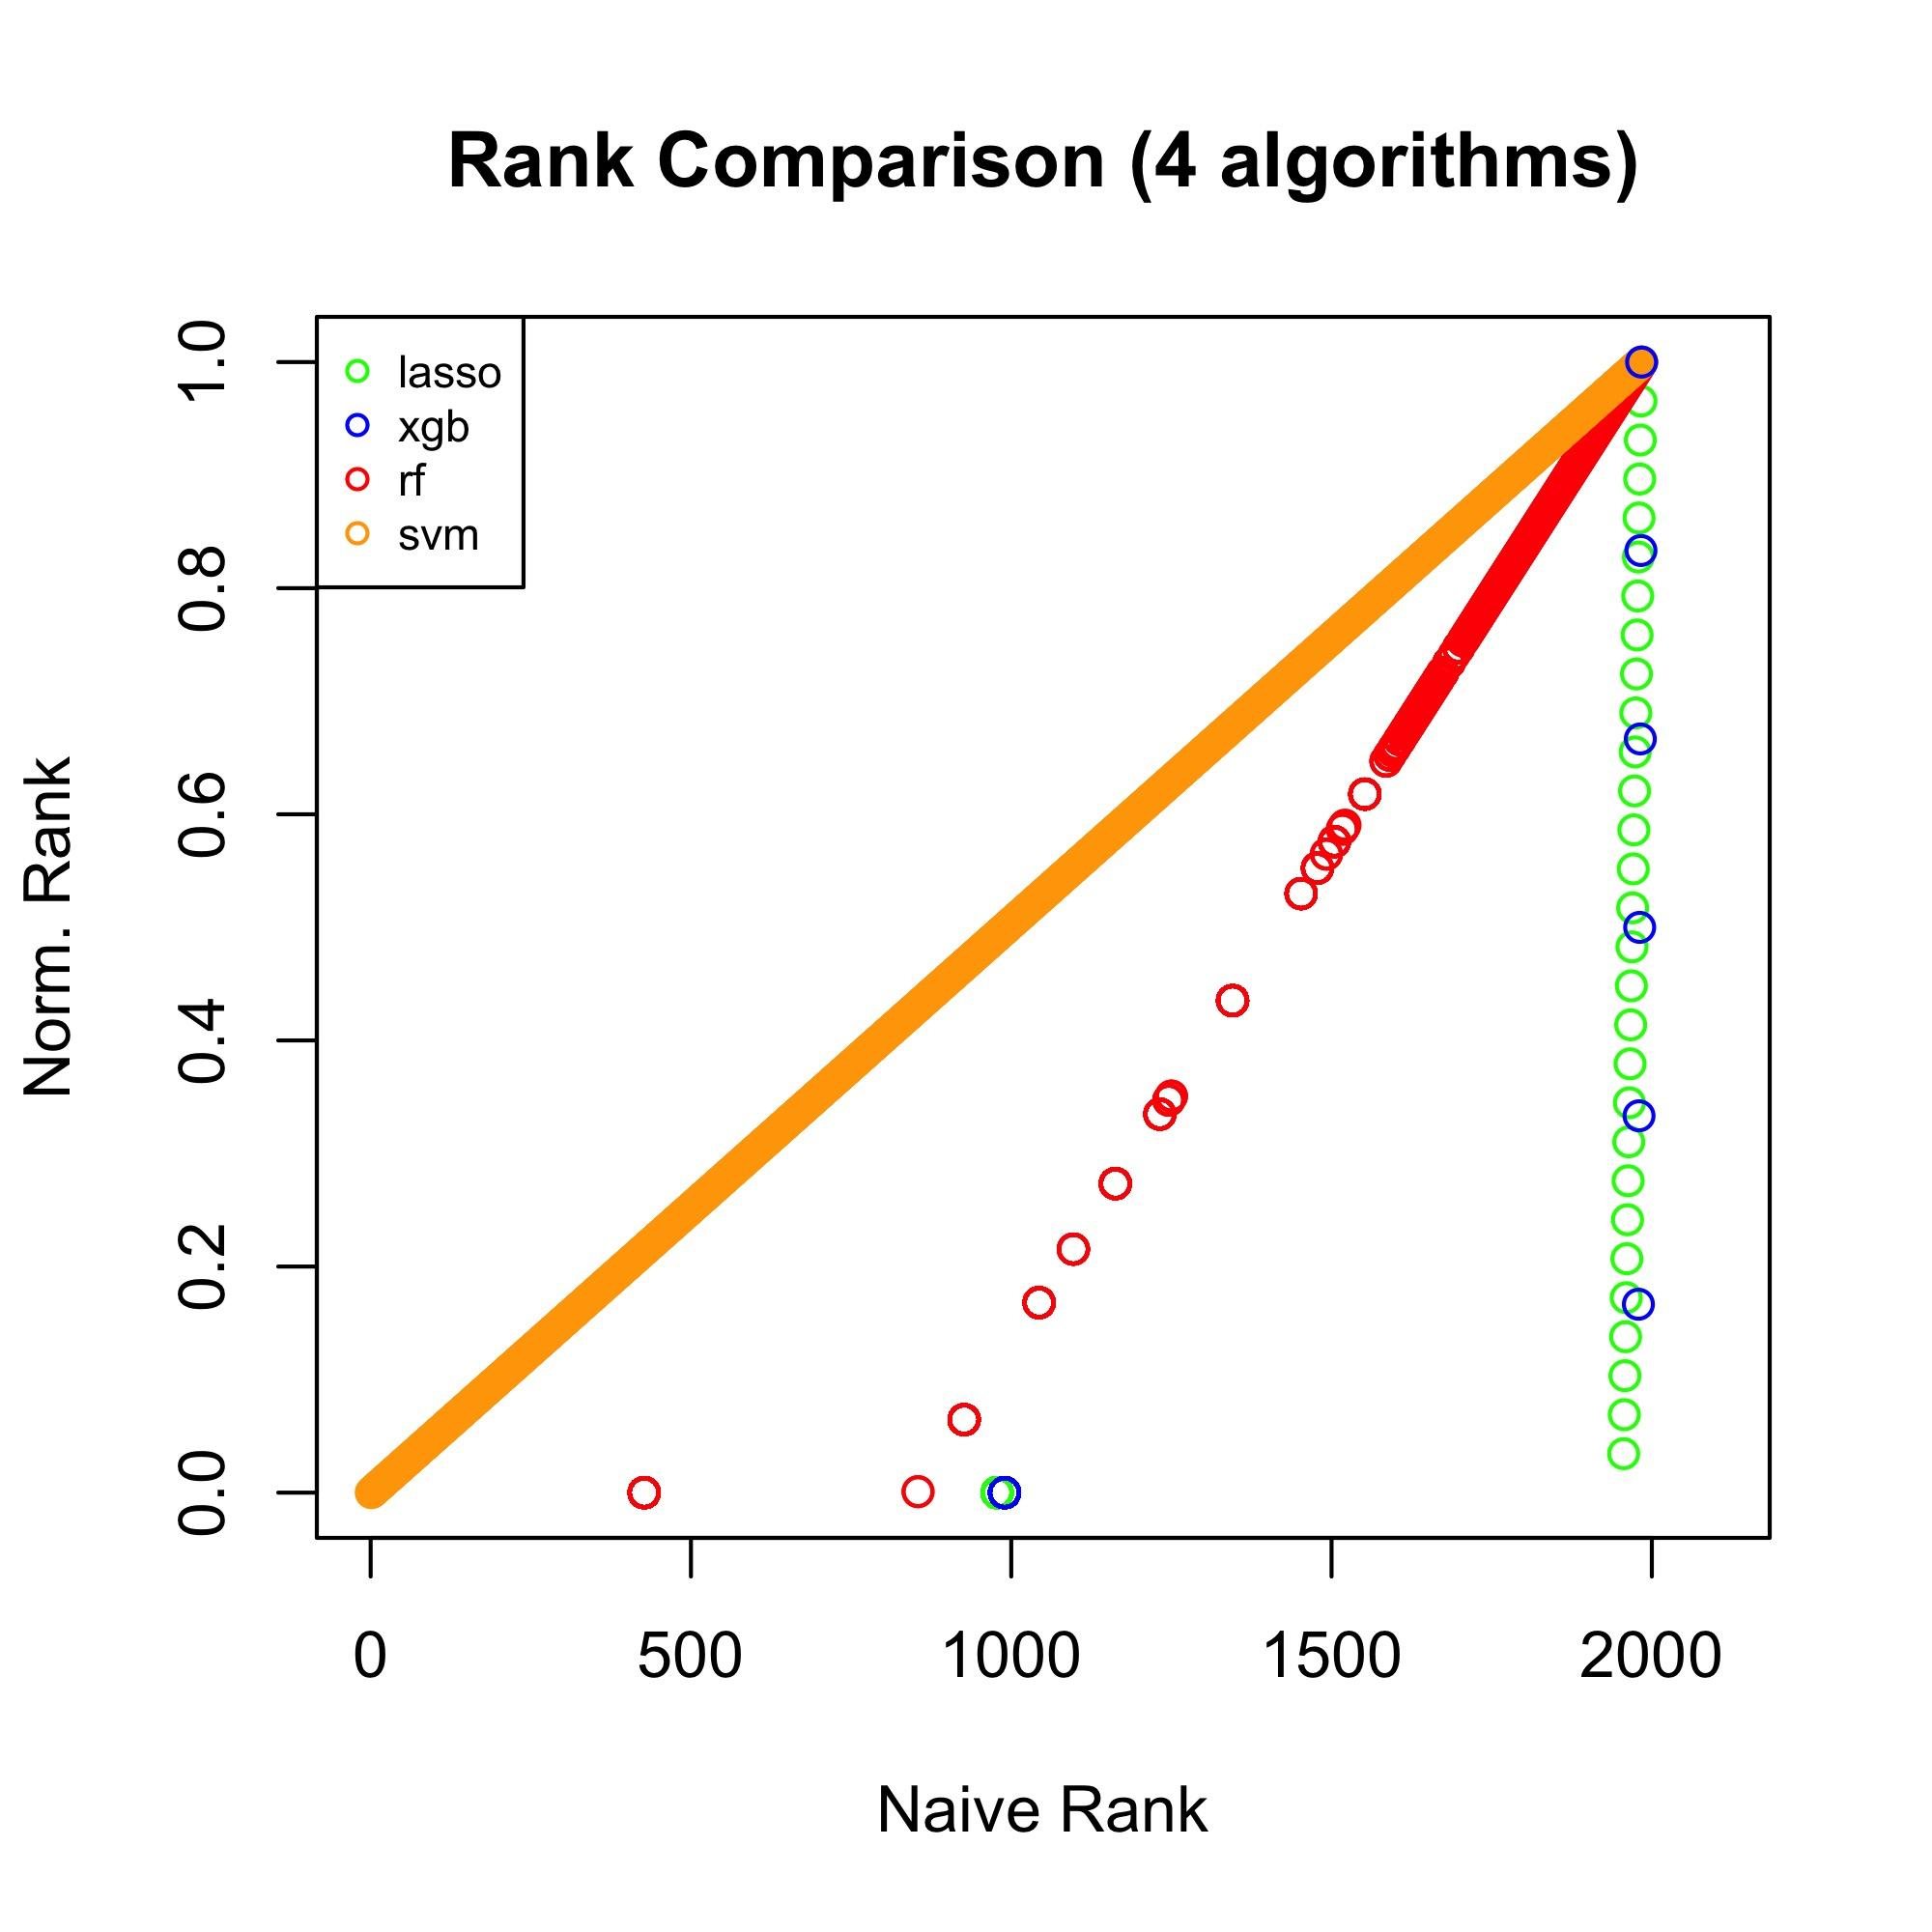 Rank Comparison (4 algorithms)
lasso
xgb
rf
svm
Norm. Rank
1.0
0.8
0.6
0.4
0.2
0.0
0 500 1000 1500 2000
Naive Rank